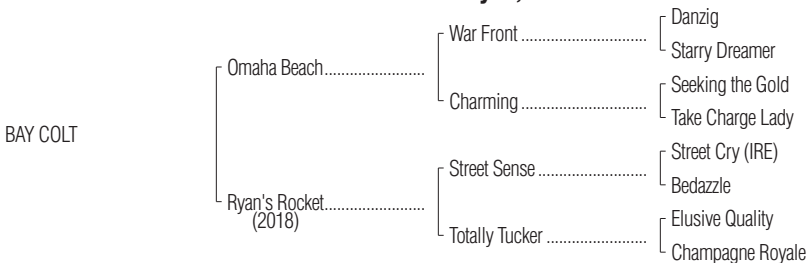 War Front ..............................
Danzig
Starry Dreamer
Omaha Beach........................
Charming ..............................
Seeking the Gold
Take Charge Lady
BAY COLT
Street Sense ..........................
Street Cry (IRE)
Bedazzle
Ryan's Rocket........................
(2018)
Totally Tucker ........................
Elusive Quality
Champagne Royale